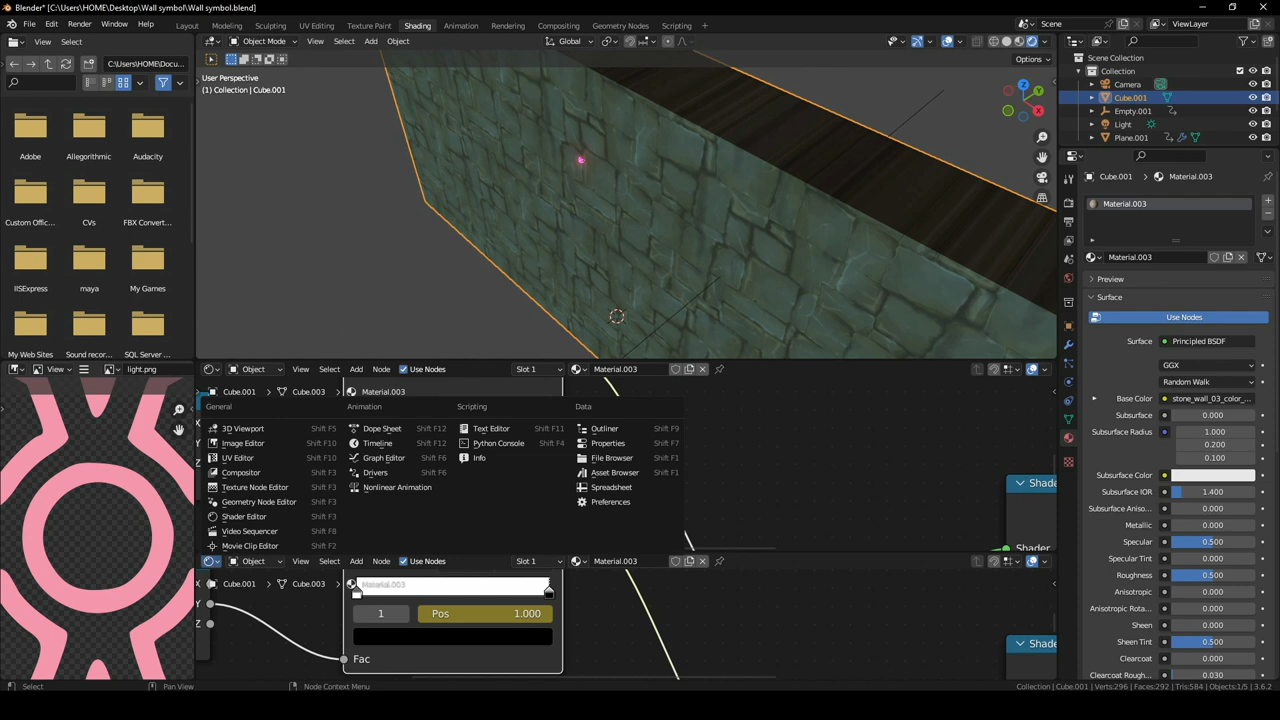 Blender* [C:\Users\HOME\Desktop\Wall symbol\Wall symbol.blend]
File Edit Render Window Help Layout Modeling Sculpting UV Editing Texture Paint Shading Animation Rendering Compositing Geometry Nodes Scripting + Scene ViewLayer
View Select Object Mode View Select Add Object Global
C:\Users\HOME\Docu...
Options
User Perspective
(1) Collection | Cube.001
Adobe Allegorithmic Audacity
Custom Offic... CVs FBX Convert...
IISExpress maya My Games
My Web Sites Sound recor... SQL Server ...
View light.png
Scene Collection
Collection
Camera
Cube.001
Empty.001
Light
Plane.001
Cube.001 Material.003
Material.003
Material.003
Preview
Surface
Use Nodes
Surface Principled BSDF
GGX
Random Walk
Base Color stone_wall_03_color_...
Subsurface 0.000
Subsurface Radius 1.000
0.200
0.100
Subsurface Color
Subsurface IOR 1.400
Subsurface Aniso... 0.000
Metallic 0.000
Specular 0.500
Specular Tint 0.000
Roughness 0.500
Anisotropic 0.000
Anisotropic Rota... 0.000
Sheen 0.000
Sheen Tint 0.500
Clearcoat 0.000
Clearcoat Rough... 0.030
Object View Select Add Node Use Nodes Slot 1 Material.003
Cube.001 Cube.003 Material.003
General Animation Scripting Data
3D Viewport Shift F5 Dope Sheet Shift F12 Text Editor Shift F11 Outliner Shift F9
Image Editor Shift F10 Timeline Shift F12 Python Console Shift F4 Properties Shift F7
UV Editor Shift F10 Graph Editor Shift F6 Info File Browser Shift F1
Compositor Shift F3 Drivers Shift F6 Asset Browser Shift F1
Texture Node Editor Shift F3 Nonlinear Animation Spreadsheet
Geometry Node Editor Shift F3 Preferences
Shader Editor Shift F3
Video Sequencer Shift F8
Movie Clip Editor Shift F2
Shade
Shader
Object View Select Add Node Use Nodes Slot 1 Material.003
Cube.001 Cube.003 Material.003
X
Y
Z
1 Pos 1.000
Fac
Shade
Select Pan View Node Context Menu Collection | Cube.001 | Verts:296 | Faces:292 | Tris:584 | Objects:1/5 | 3.6.2